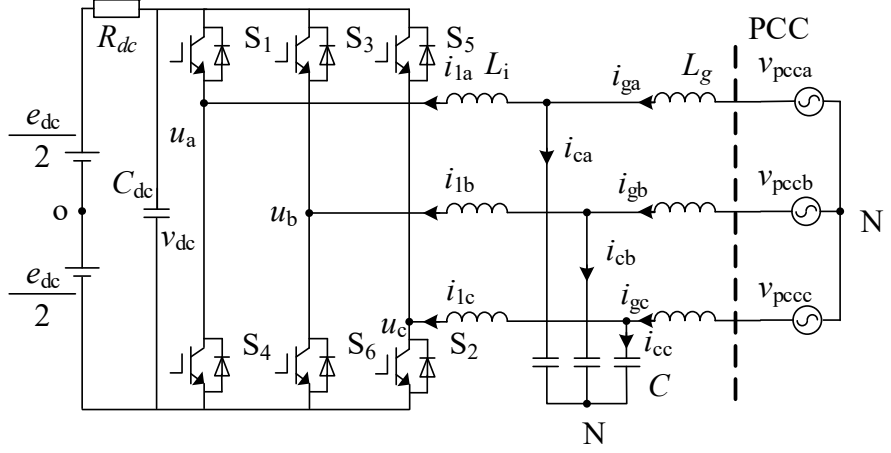 R_dc
S_1
S_3
S_5
PCC
i_1a
L_i
i_ga
L_g
v_pcca
e_dc
2
u_a
i_ca
C_dc
i_1b
i_gb
v_pccb
o
u_b
N
v_dc
i_cb
e_dc
2
i_1c
i_gc
v_pccc
u_c
S_4
S_6
S_2
i_cc
C
N